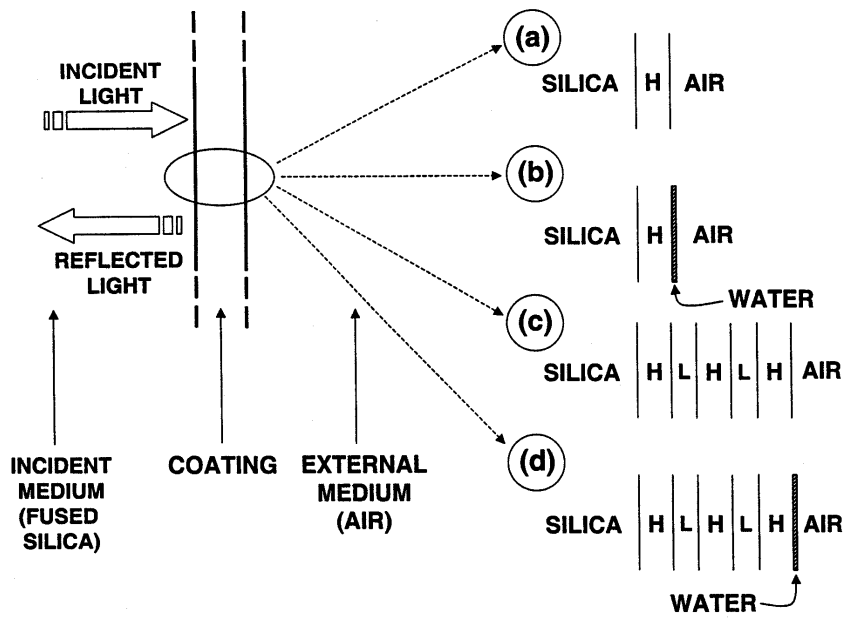 INCIDENT
LIGHT
REFLECTED
LIGHT
INCIDENT
MEDIUM
(FUSED
SILICA)
COATING
EXTERNAL
MEDIUM
(AIR)
(a)
SILICA H AIR
(b)
SILICA H AIR
WATER
(c)
SILICA H L H L H AIR
(d)
SILICA H L H L H AIR
WATER